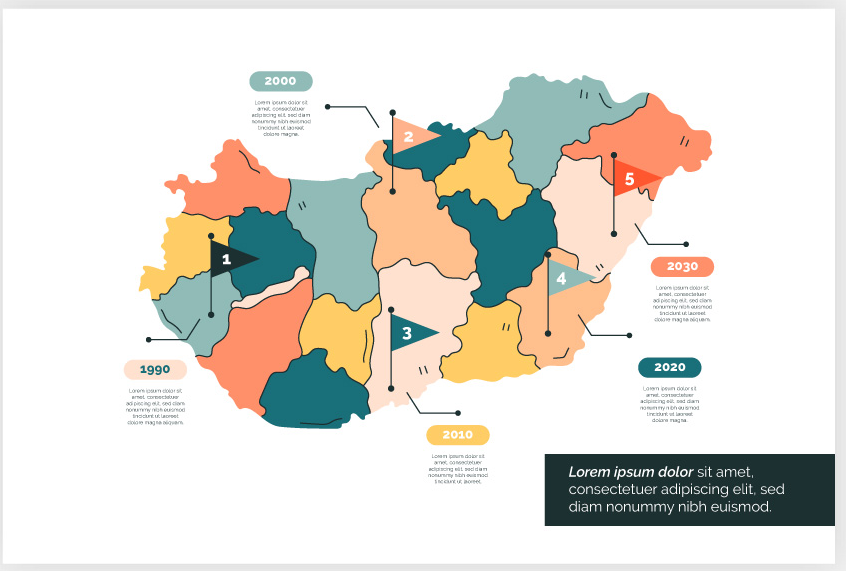 2000
Lorem ipsum dolor sit
amet, consectetuer
adipiscing elit, sed diam
nonummy nibh euismod
tincidunt ut laoreet
dolore magna.
2
5
1
4
3
2030
Lorem ipsum dolor sit
amet, consectetuer
adipiscing elit, sed diam
nonummy nibh euismod
tincidunt ut laoreet
dolore magna aliquam.
1990
Lorem ipsum dolor sit
amet, consectetuer
adipiscing elit, sed diam
nonummy nibh euismod
tincidunt ut laoreet
dolore magna aliquam.
2020
Lorem ipsum dolor sit
amet, consectetuer
adipiscing elit, sed diam
nonummy nibh euismod
tincidunt ut laoreet
dolore magna.
2010
Lorem ipsum dolor sit
amet, consectetuer
adipiscing elit, sed diam
nonummy nibh euismod
tincidunt ut laoreet.
Lorem ipsum dolor sit amet,
consectetuer adipiscing elit, sed
diam nonummy nibh euismod.